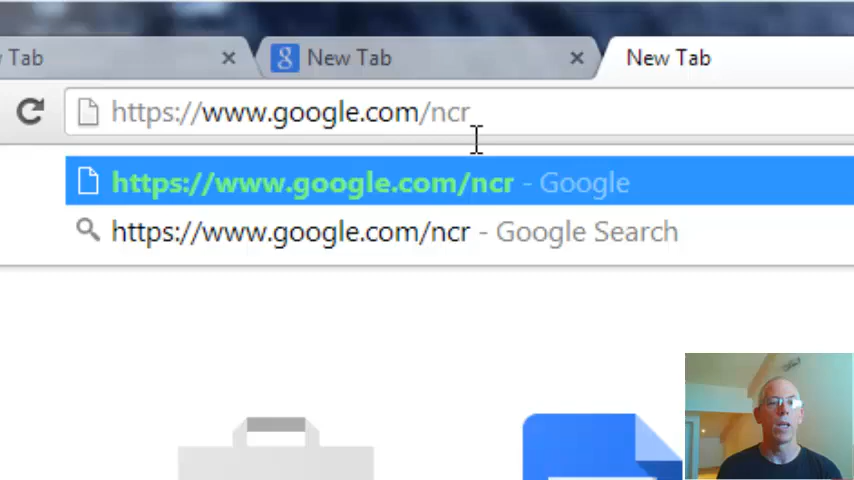 New Tab
New Tab
https://www.google.com/ncr
https://www.google.com/ncr - Google
https://www.google.com/ncr - Google Search